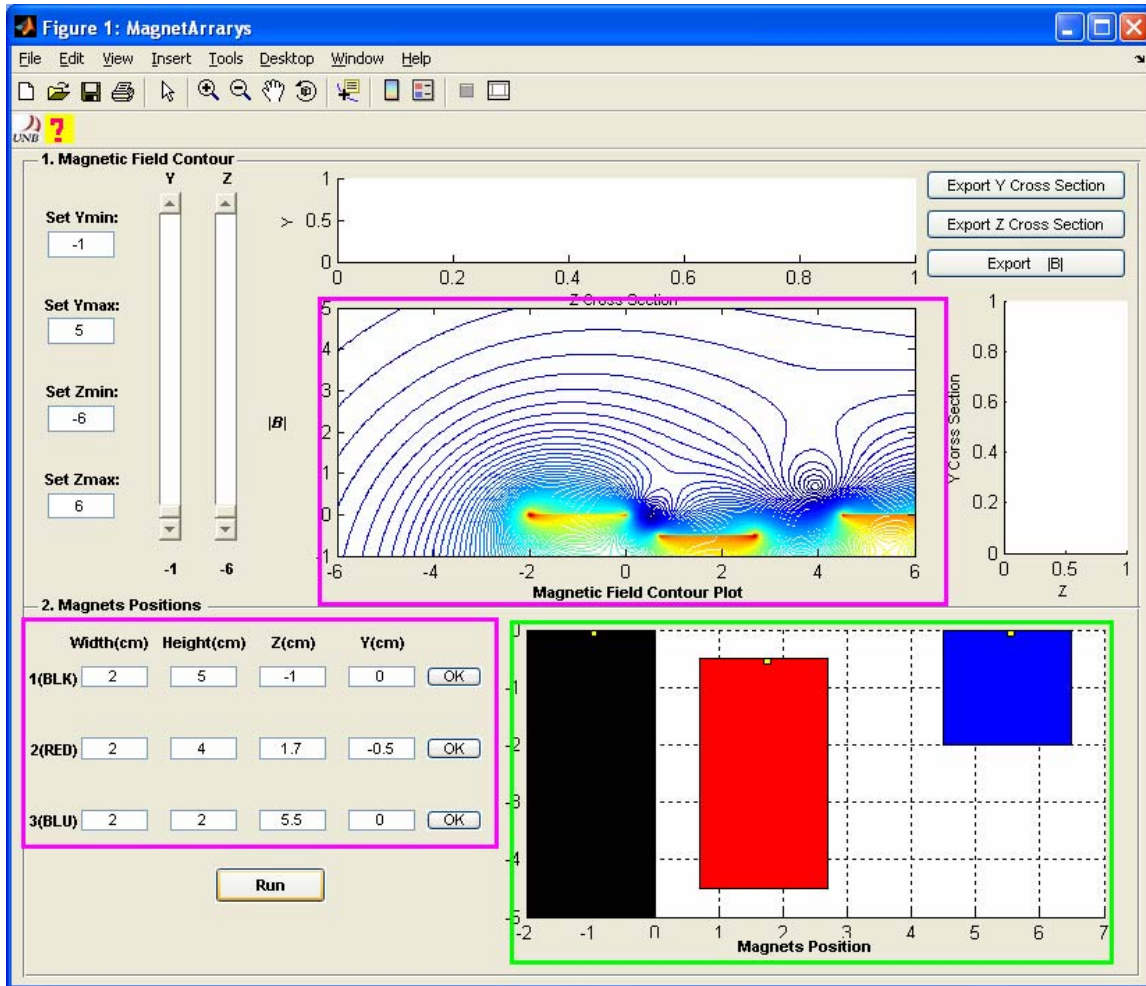 Figure 1: MagnetArrarys
File Edit View Insert Tools Desktop Window Help
UNB ?
1. Magnetic Field Contour
Y Z
Set Ymin:
-1
Set Ymax:
5
Set Zmin:
-6
Set Zmax:
6
-1 -6
1
0.5
0
Y
0 0.2 0.4 0.6 0.8 1
Z Cross Section
Export Y Cross Section
Export Z Cross Section
Export |B|
|B|
5
4
3
2
1
0
-1
-6 -4 -2 0 2 4 6
Magnetic Field Contour Plot
1
0.8
0.6
0.4
0.2
0
Y Corss Section
0 0.5 1
Z
2. Magnets Positions
Width(cm) Height(cm) Z(cm) Y(cm)
1(BLK) 2 5 -1 0 OK
2(RED) 2 4 1.7 -0.5 OK
3(BLU) 2 2 5.5 0 OK
Run
0
-1
-2
-3
-4
-5
-2 -1 0 1 2 3 4 5 6 7
Magnets Position